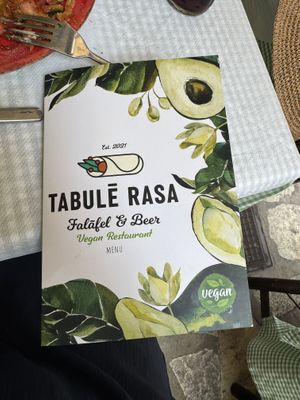 Est. 2021
TABULĒ RASA
Falāfel & Beer
Vegan Restaurant
MENU
vegan